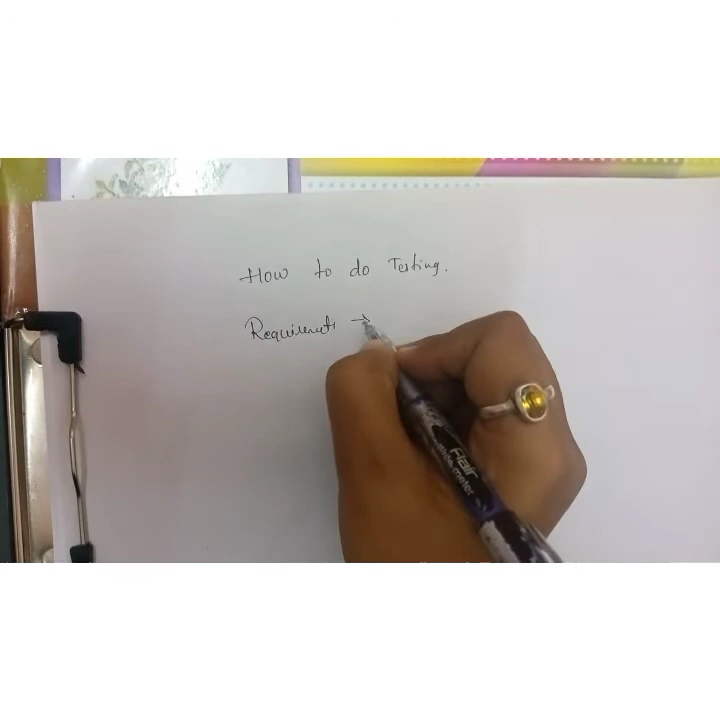 How to do Testing.
Requirements →
Flair